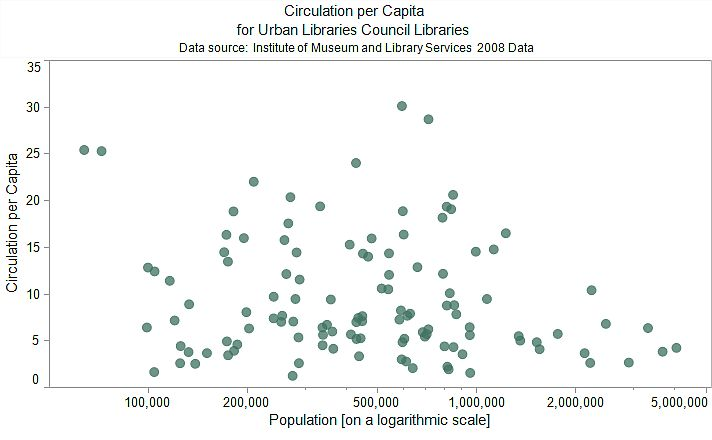 Circulation per Capita
for Urban Libraries Council Libraries
Data source: Institute of Museum and Library Services 2008 Data
35
30
25
20
15
10
5
0
Circulation per Capita
100,000 200,000 500,000 1,000,000 2,000,000 5,000,000
Population [on a logarithmic scale]